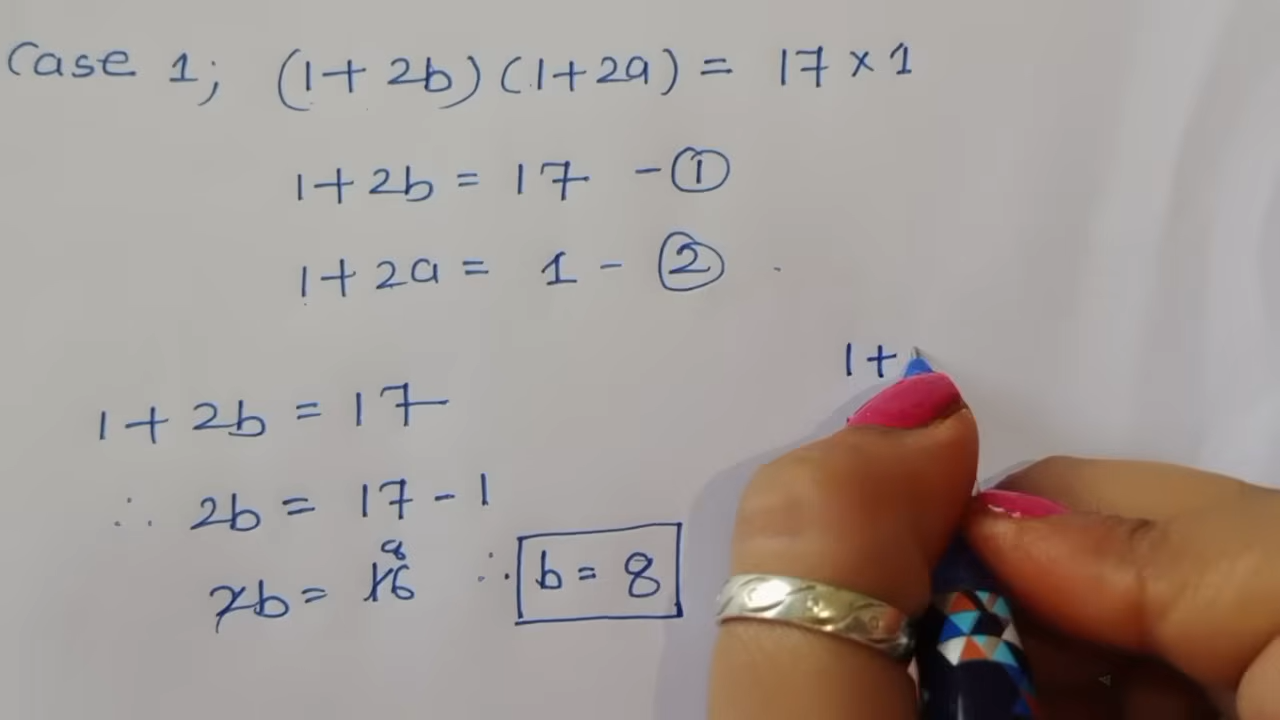 Case 1; (1+2b)(1+2a) = 17 × 1
1+2b = 17 - ①
1+2a = 1 - ②
1+
1+2b = 17
∴ 2b = 17-1
8
2b = 16 ∴ b = 8